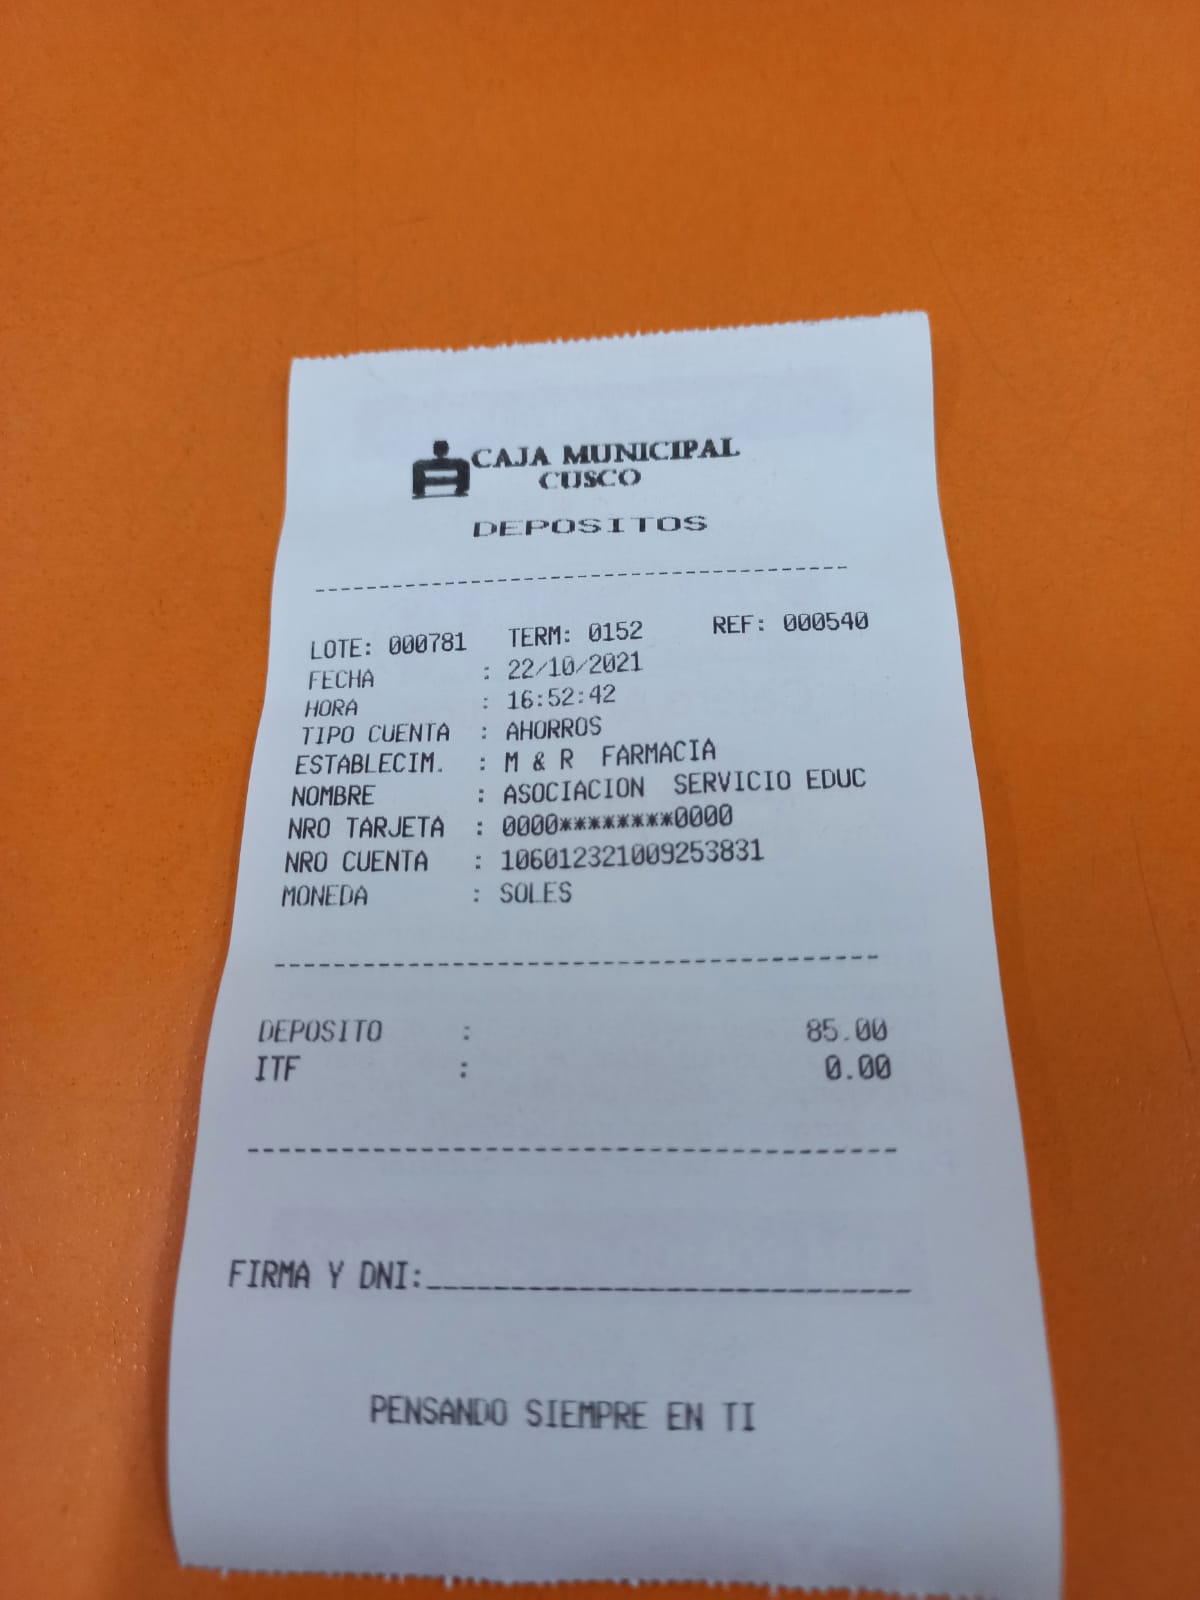 CAJA MUNICIPAL
CUSCO
DEPOSITOS
LOTE: 000781 TERM: 0152 REF: 000540
FECHA : 22/10/2021
HORA : 16:52:42
TIPO CUENTA : AHORROS
ESTABLECIM. : M & R FARMACIA
NOMBRE : ASOCIACION SERVICIO EDUC
NRO TARJETA : 0000********0000
NRO CUENTA : 106012321009253831
MONEDA : SOLES
DEPOSITO : 85.00
ITF : 0.00
FIRMA Y DNI:
PENSANDO SIEMPRE EN TI